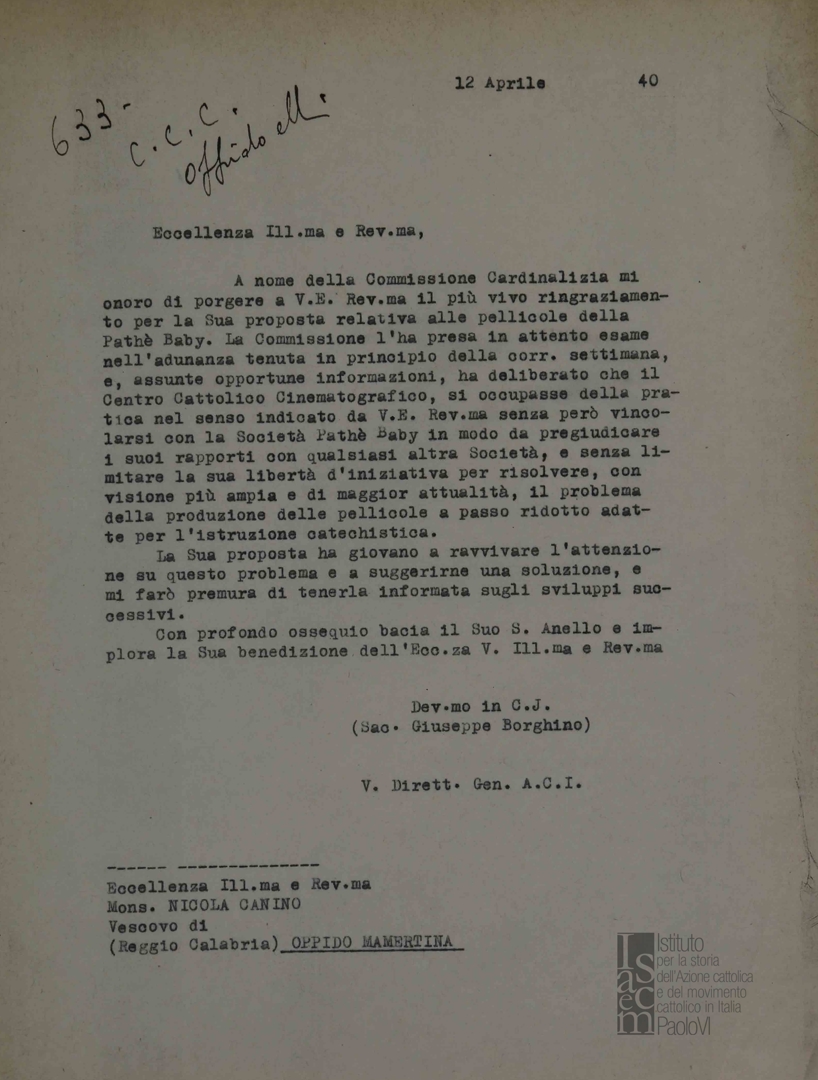 12 Aprile 40
633-
C.C.C.
Eccellenza Ill.ma e Rev.ma,
A nome della Commissione Cardinalizia mi
onoro di porgere a V.E. Rev.ma il più vivo ringraziamen-
to per la Sua proposta relativa alle pellicole della
Pathè Baby. La Commissione l'ha presa in attento esame
nell'adunanza tenuta in principio della corr. settimana,
e, assunte opportune informazioni, ha deliberato che il
Centro Cattolico Cinematografico, si occupasse della pra-
tica nel senso indicato da V.E. Rev.ma senza però vinco-
larsi con la Società Pathè Baby in modo da pregiudicare
i suoi rapporti con qualsiasi altra Società, e senza li-
mitare la sua libertà d'iniziativa per risolvere, con
visione più ampia e di maggior attualità, il problema
della produzione delle pellicole a passo ridotto adat-
te per l'istruzione catechistica.
La Sua proposta ha giovano a ravvivare l'attenzio-
ne su questo problema e a suggerirne una soluzione, e
mi farò premura di tenerla informata sugli sviluppi suc-
cessivi.
Con profondo ossequio bacia il Suo S. Anello e im-
plora la Sua benedizione dell'Ecc.za V. Ill.ma e Rev.ma
Dev.mo in C.J.
(Sac. Giuseppe Borghino)
V. Dirett. Gen. A.C.I.
Eccellenza Ill.ma e Rev.ma
Mons. NICOLA CANINO
Vescovo di
(Reggio Calabria) OPPIDO MAMERTINA
Isacem
Istituto
per la storia
dell'Azione cattolica
e del movimento
cattolico in Italia
PaoloVI